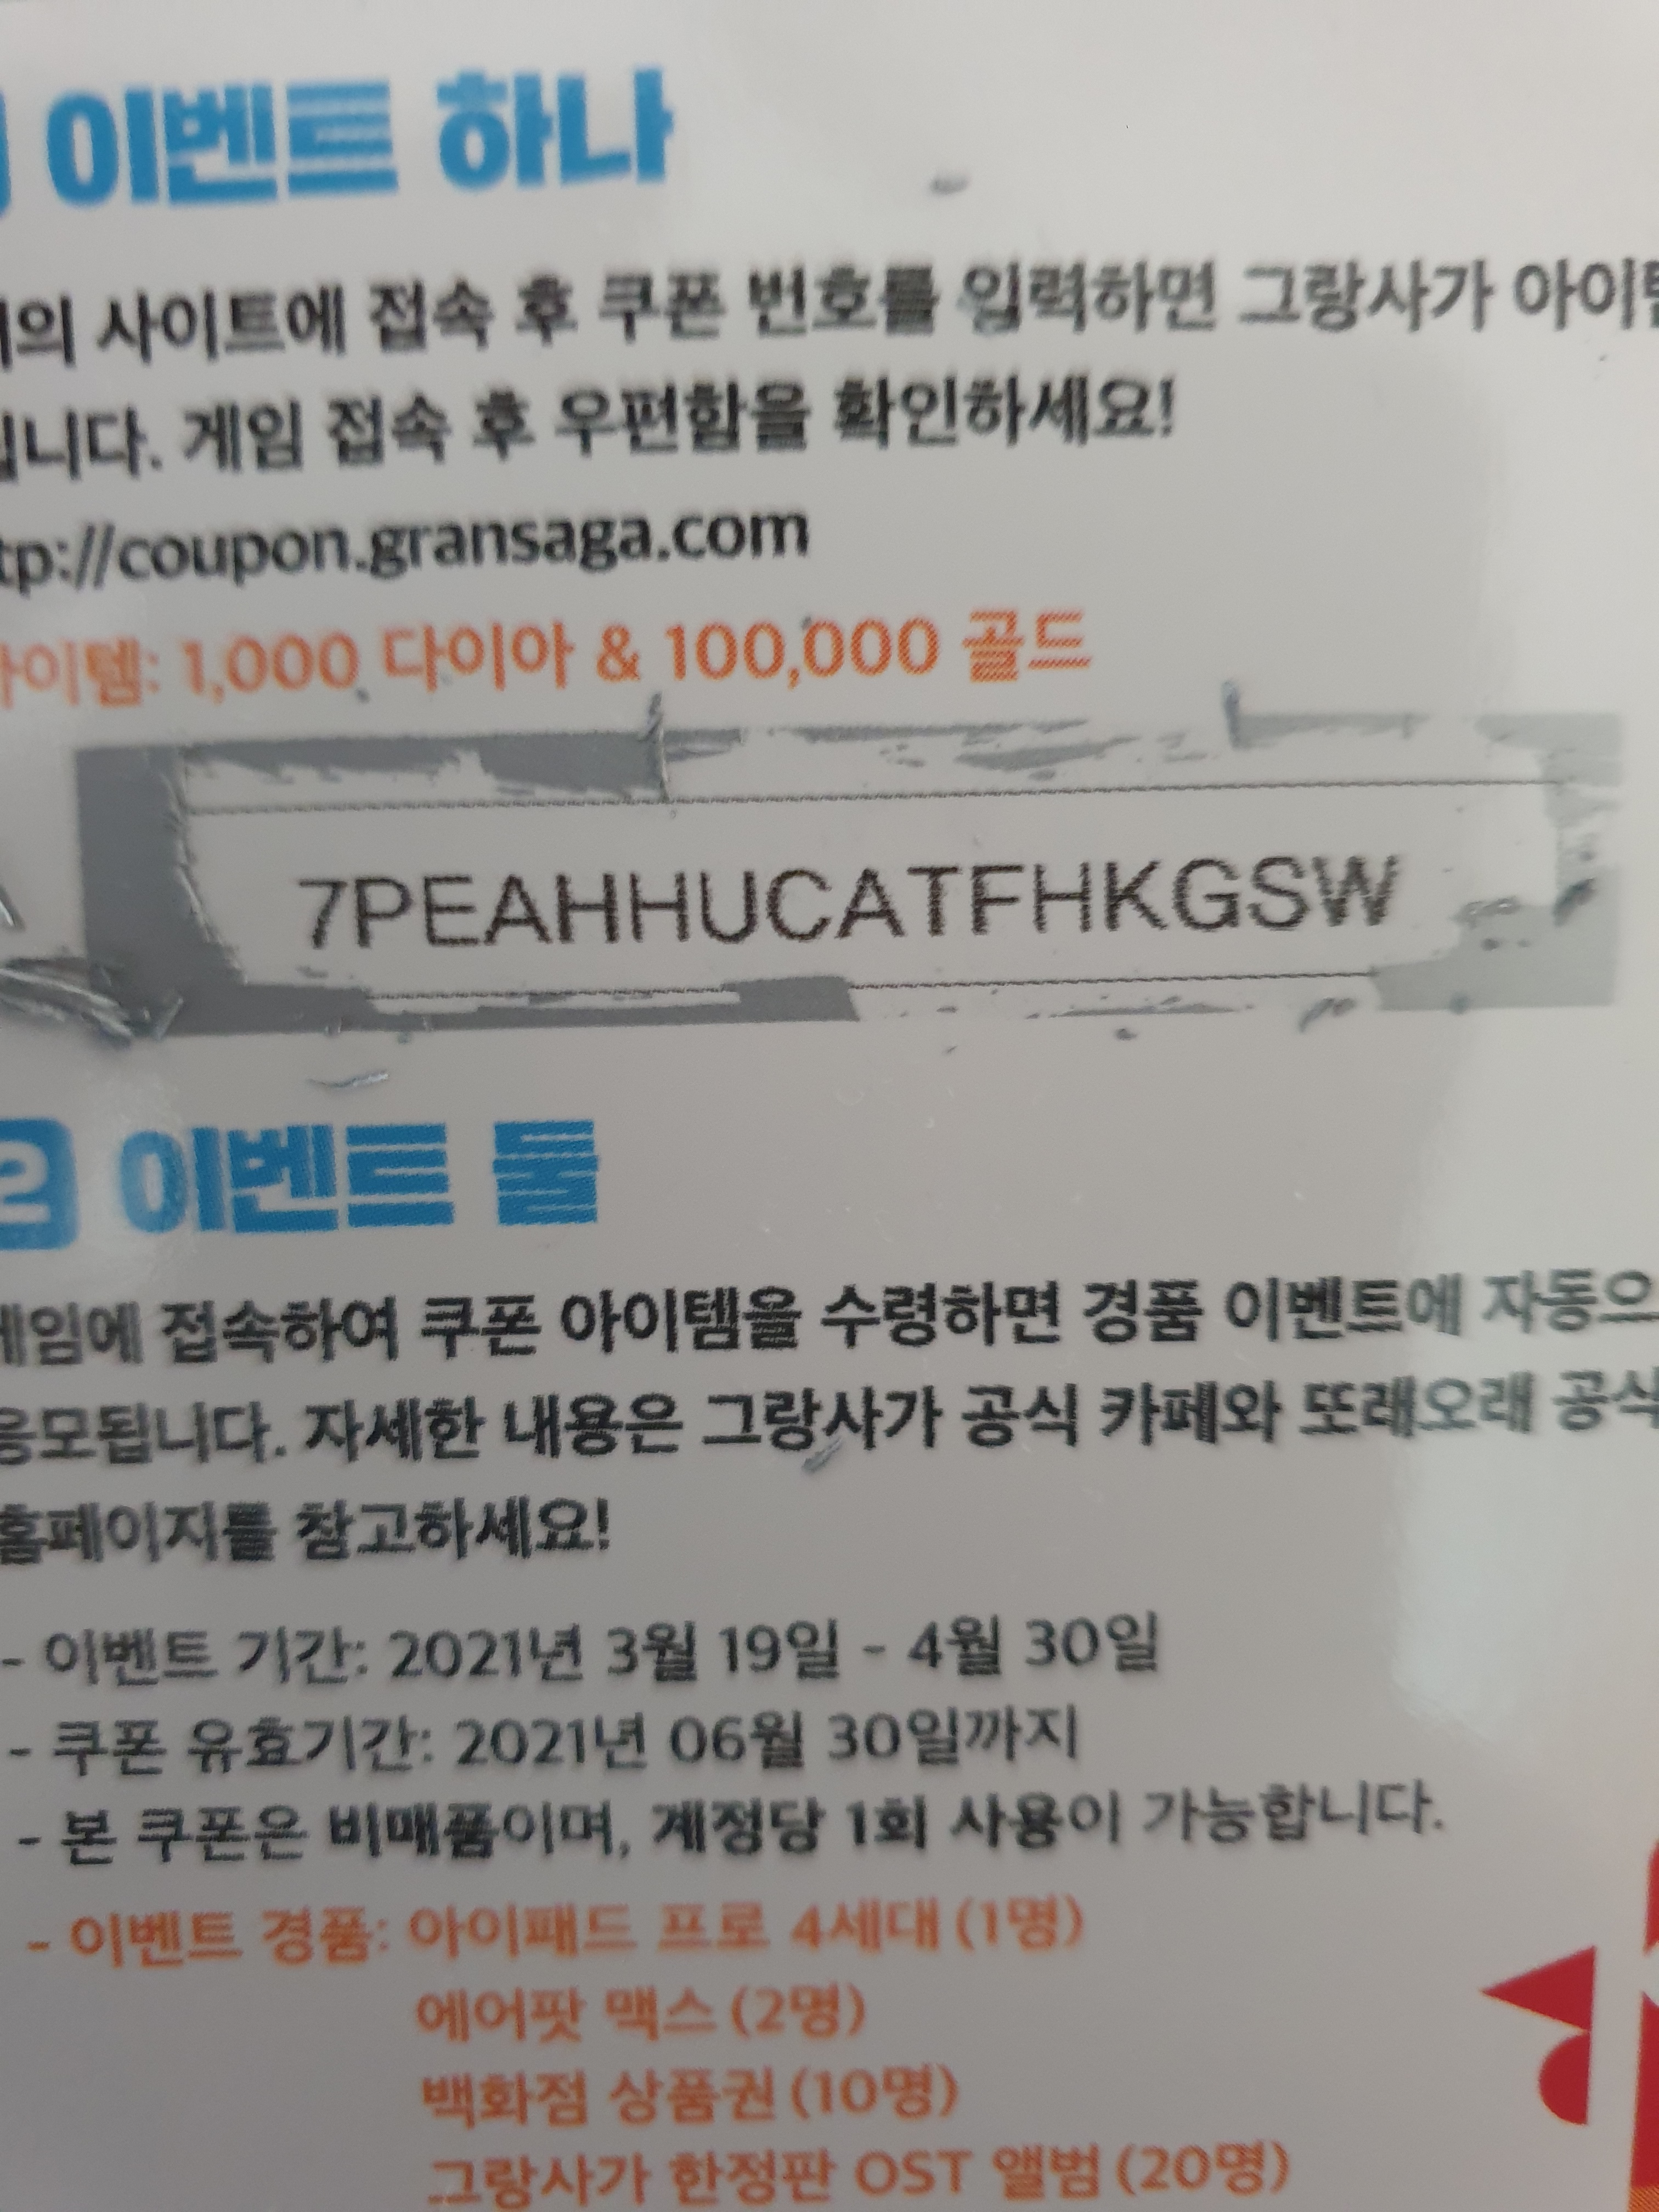 이벤트 하나
의 사이트에 접속 후 쿠폰 번호를 입력하면 그랑사가 아이템
니다. 게임 접속 후 우편함을 확인하세요!
tp://coupon.gransaga.com
아이템: 1,000 다이아 & 100,000 골드
7PEAHHUCATFHKGSW
2 이벤트 둘
게임에 접속하여 쿠폰 아이템을 수령하면 경품 이벤트에 자동으
응모됩니다. 자세한 내용은 그랑사가 공식 카페와 또래오래 공식
홈페이지를 참고하세요!
- 이벤트 기간: 2021년 3월 19일 - 4월 30일
- 쿠폰 유효기간: 2021년 06월 30일까지
- 본 쿠폰은 비매품이며, 계정당 1회 사용이 가능합니다.
- 이벤트 경품: 아이패드 프로 4세대 (1명)
에어팟 맥스 (2명)
백화점 상품권 (10명)
그랑사가 한정판 OST 앨범 (20명)